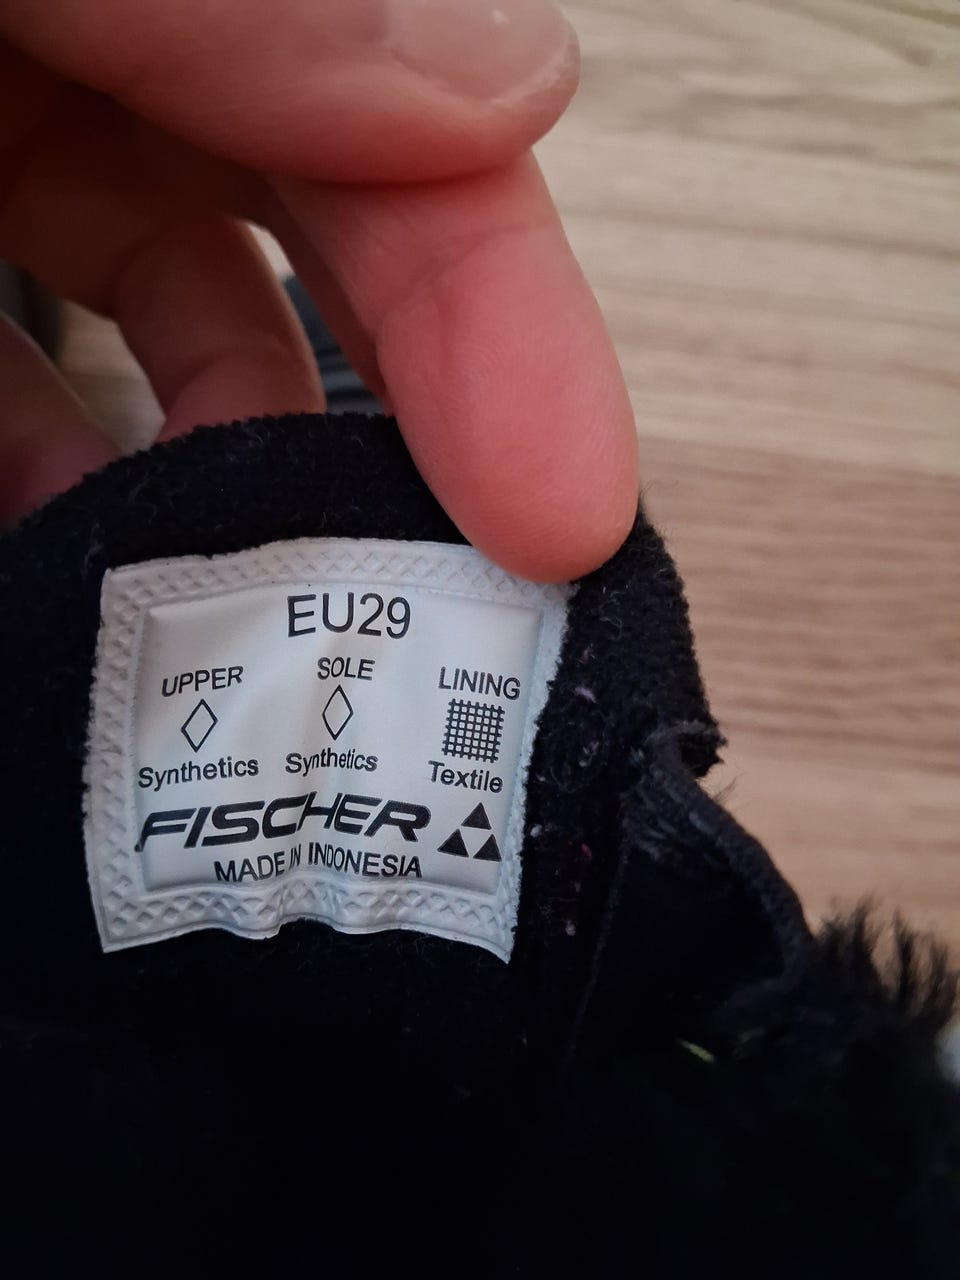 EU29
UPPER SOLE LINING
Synthetics Synthetics Textile
FISCHER
MADE IN INDONESIA